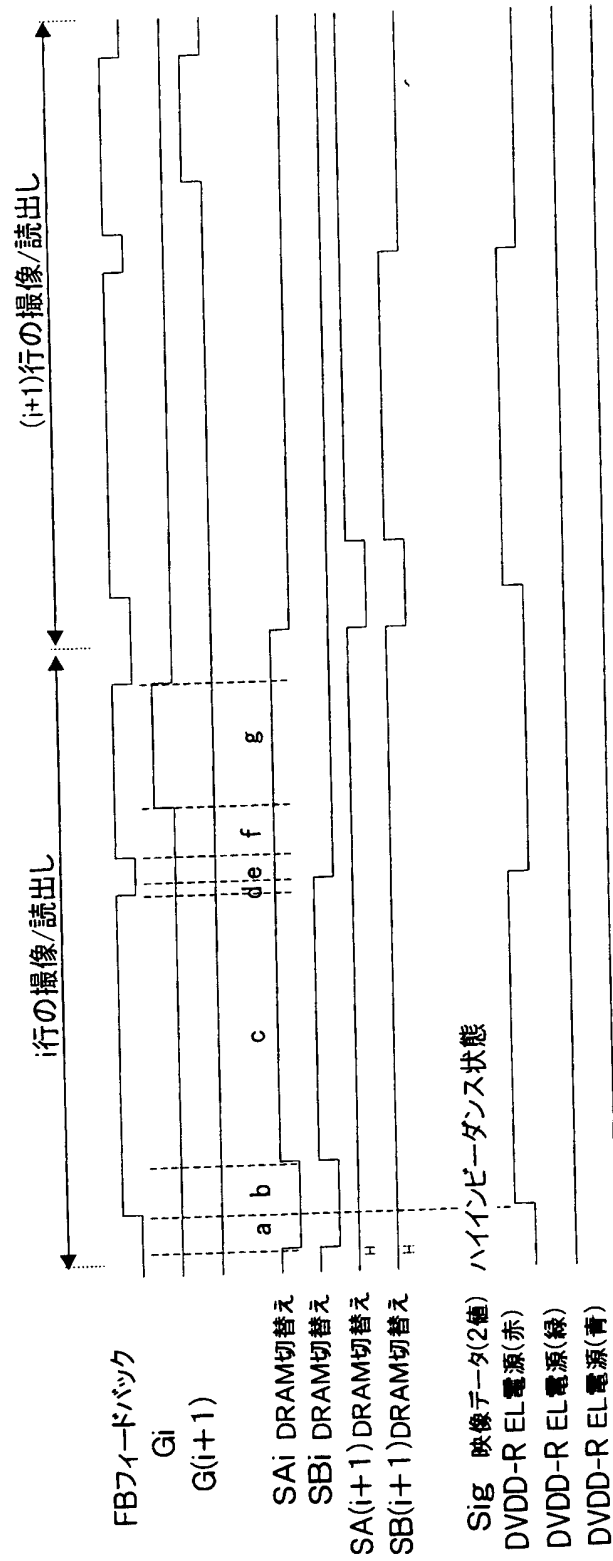 i行の撮像/読出し
(i+1)行の撮像/読出し
FBフィードバック
Gi
G(i+1)
a b c d e f g
SAi DRAM切替え
SBi DRAM切替え
SA(i+1) DRAM切替え
H
SB(i+1)DRAM切替え
H
Sig 映像データ(2値) ハイインピーダンス状態
DVDD-R EL電源(赤)
DVDD-R EL電源(緑)
DVDD-R EL電源(青)